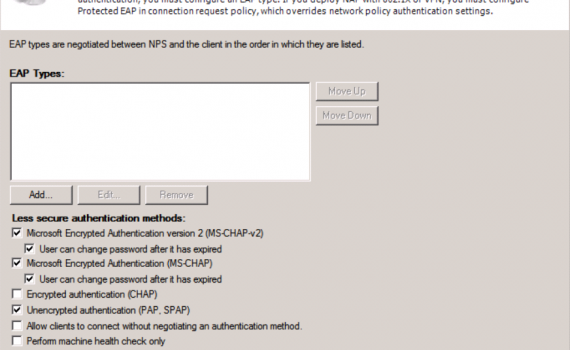 authentication, you must configure an EAP type. If you deploy NAP with 802.1X or VPN, you must configure
Protected EAP in connection request policy, which overrides network policy authentication settings.
EAP types are negotiated between NPS and the client in the order in which they are listed.
EAP Types:
Move Up
Move Down
Add...
Edit...
Remove
Less secure authentication methods:
Microsoft Encrypted Authentication version 2 (MS-CHAP-v2)
User can change password after it has expired
Microsoft Encrypted Authentication (MS-CHAP)
User can change password after it has expired
Encrypted authentication (CHAP)
Unencrypted authentication (PAP, SPAP)
Allow clients to connect without negotiating an authentication method.
Perform machine health check only